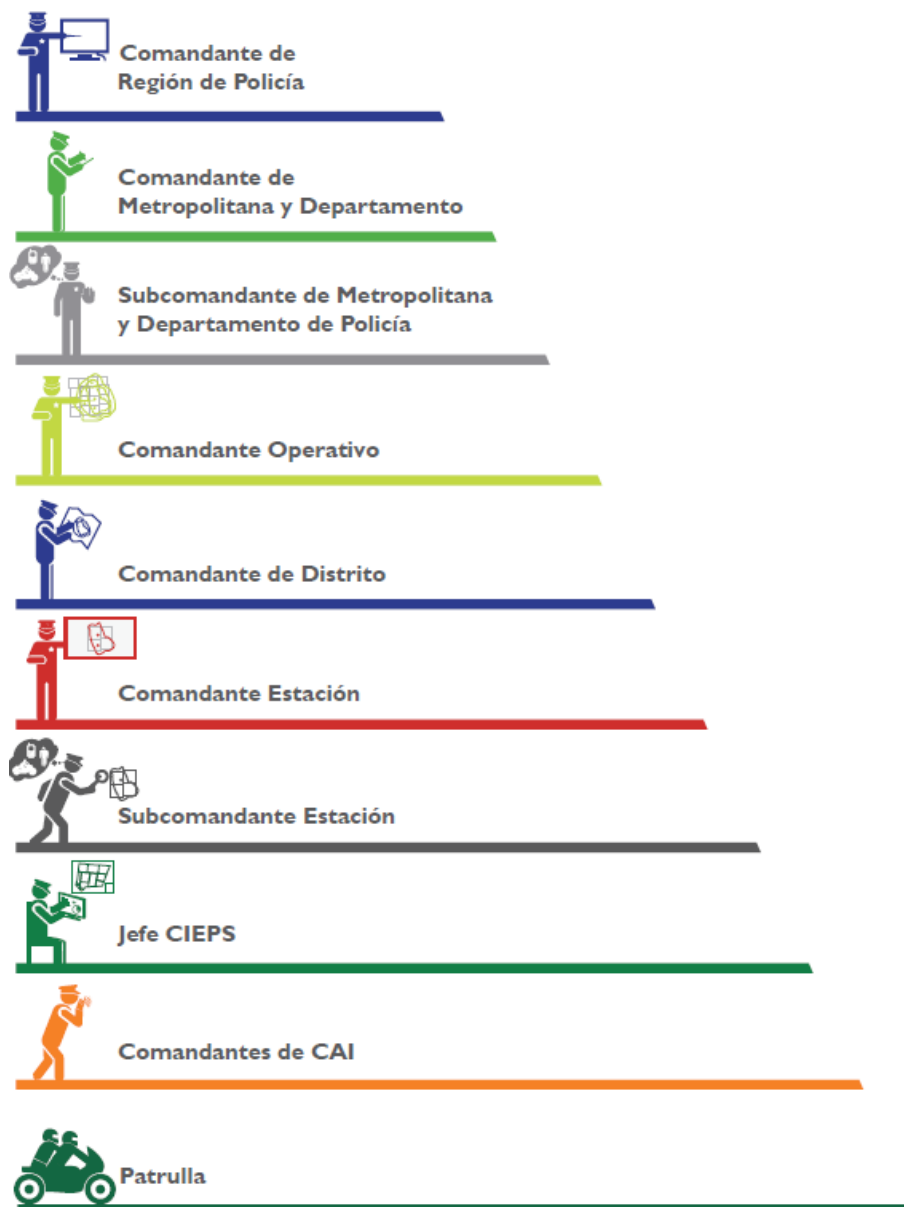 Comandante de
Región de Policía
Comandante de
Metropolitana y Departamento
Subcomandante de Metropolitana
y Departamento de Policía
Comandante Operativo
Comandante de Distrito
Comandante Estación
Subcomandante Estación
Jefe CIEPS
Comandantes de CAI
Patrulla